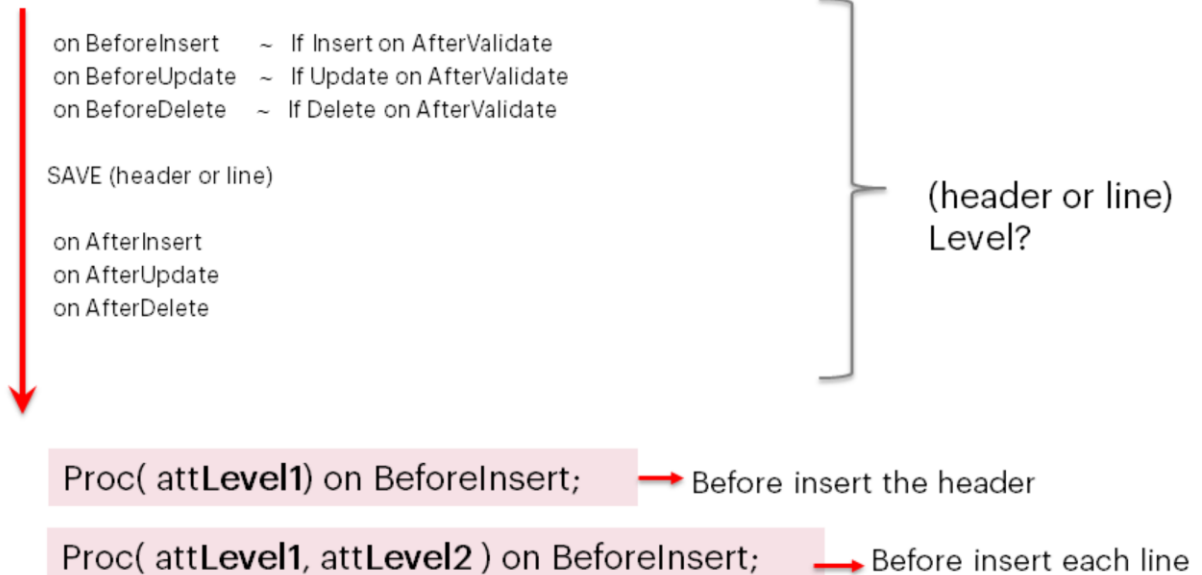 on BeforeInsert ~ If Insert on AfterValidate
on BeforeUpdate ~ If Update on AfterValidate
on BeforeDelete ~ If Delete on AfterValidate
SAVE (header or line)
on AfterInsert
on AfterUpdate
on AfterDelete
(header or line)
Level?
Proc( attLevel1) on BeforeInsert; Before insert the header
Proc( attLevel1, attLevel2 ) on BeforeInsert; Before insert each line